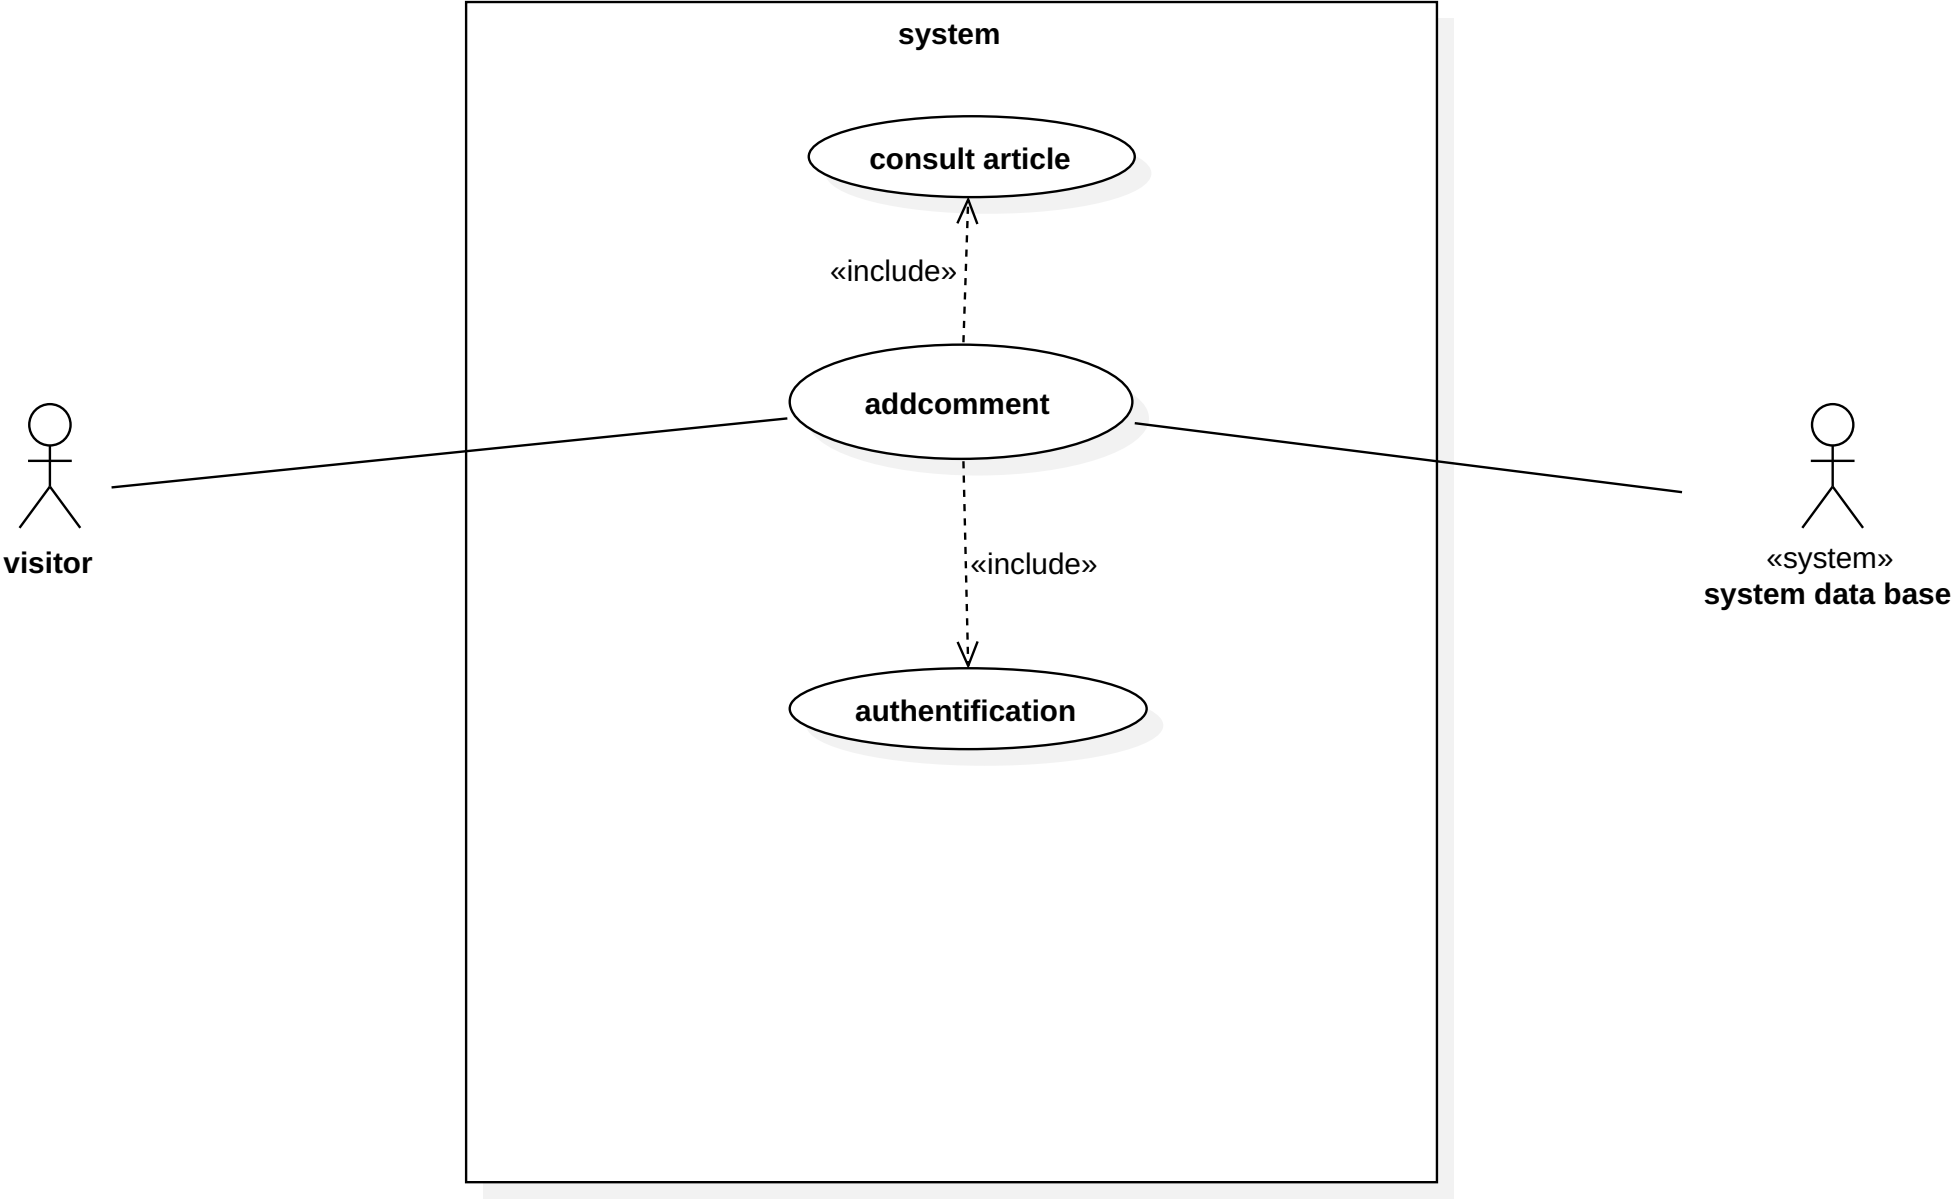 system
consult article
«include»
addcomment
visitor
«include»
«system»
system data base
authentification